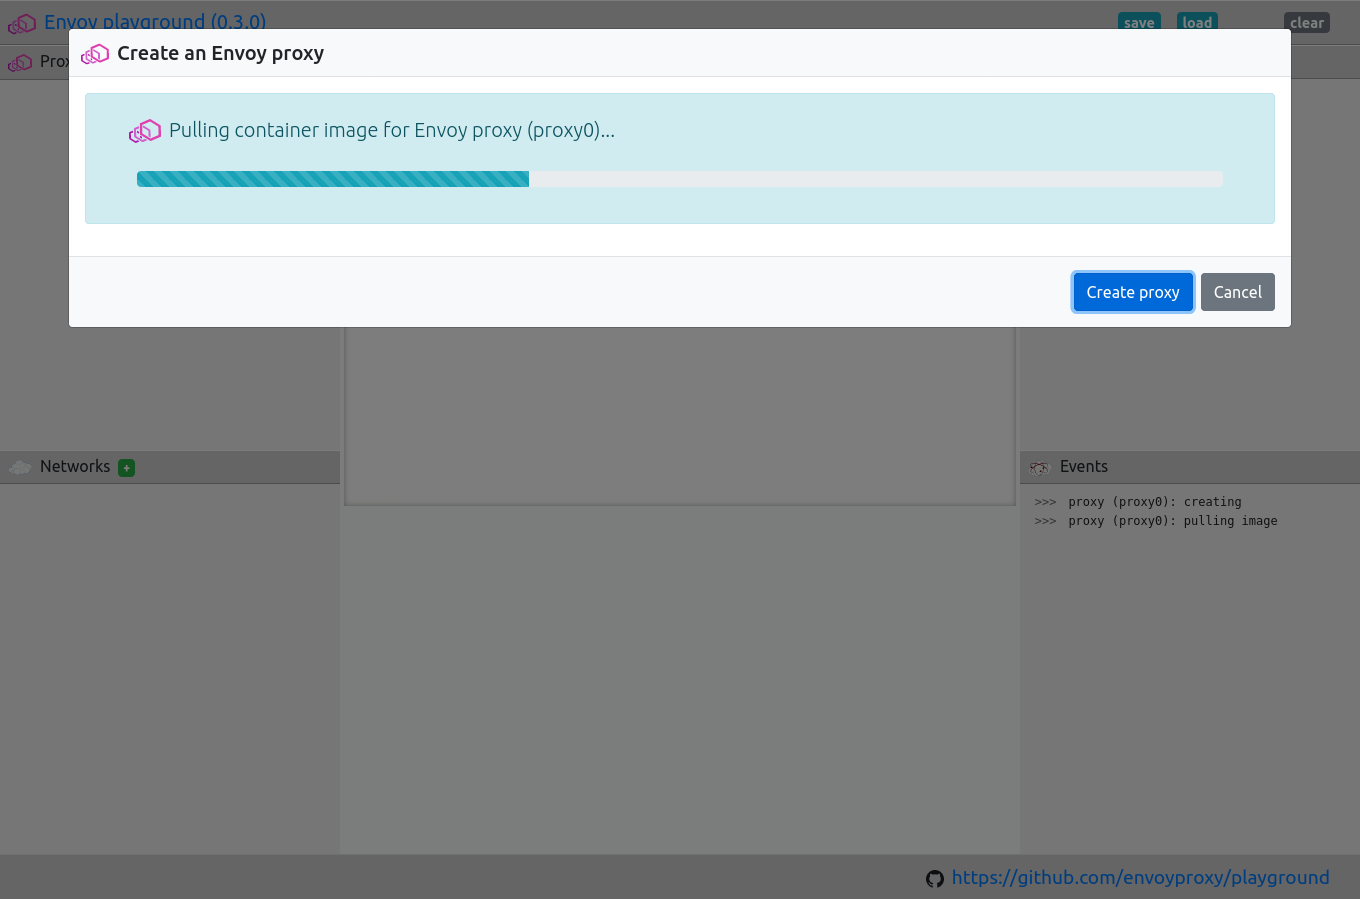 Envoy playground (0.3.0)
save load clear
Create an Envoy proxy
Pulling container image for Envoy proxy (proxy0)...
Create proxy Cancel
Networks +
Events
>>> proxy (proxy0): creating
>>> proxy (proxy0): pulling image
https://github.com/envoyproxy/playground